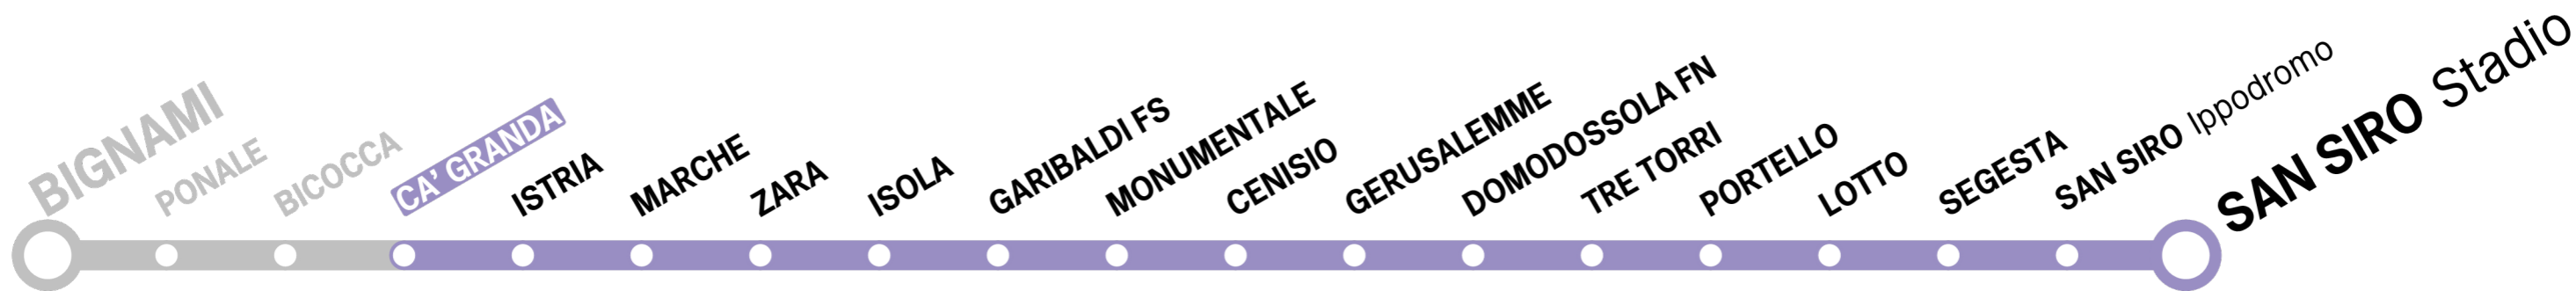 BIGNAMI
PONALE
BICOCCA
CA' GRANDA
ISTRIA
MARCHE
ZARA
ISOLA
GARIBALDI FS
MONUMENTALE
CENISIO
GERUSALEMME
DOMODOSSOLA FN
TRE TORRI
PORTELLO
LOTTO
SEGESTA
SAN SIRO Ippodromo
SAN SIRO Stadio